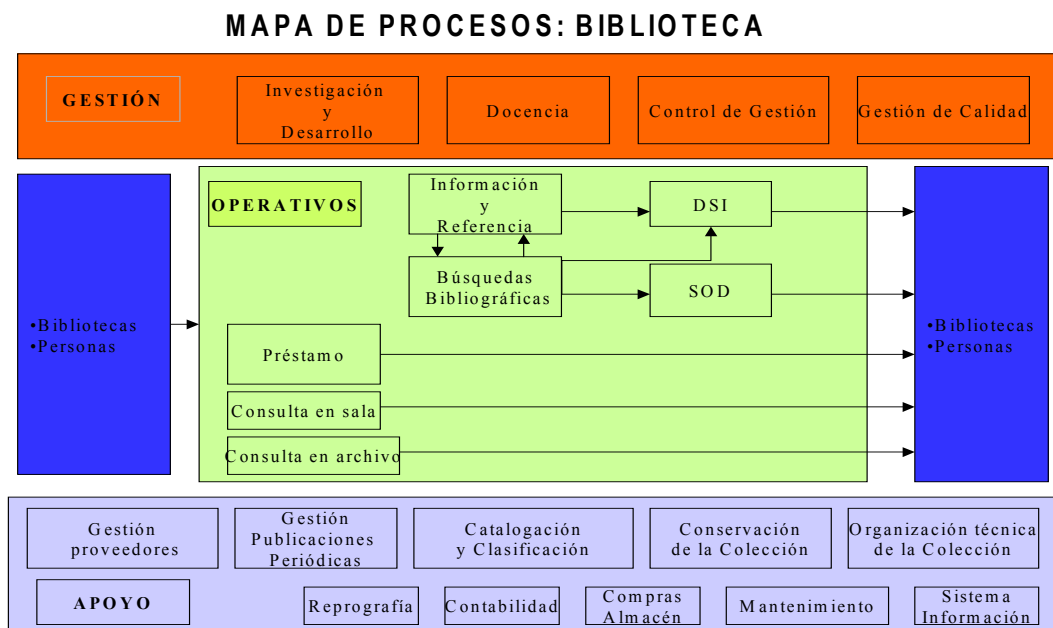 MAPA DE PROCESOS: BIBLIOTECA
GESTIÓN
Investigación
y
Desarrollo
Docencia
Control de Gestión
Gestión de Calidad
•Bibliotecas
•Personas
OPERATIVOS
Información
y
Referencia
DSI
Búsquedas
Bibliográficas
SOD
Préstamo
Consulta en sala
Consulta en archivo
•Bibliotecas
•Personas
Gestión
proveedores
Gestión
Publicaciones
Periódicas
Catalogación
y Clasificación
Conservación
de la Colección
Organización técnica
de la Colección
APOYO
Reprografía
Contabilidad
Compras
Almacén
Mantenimiento
Sistema
Información